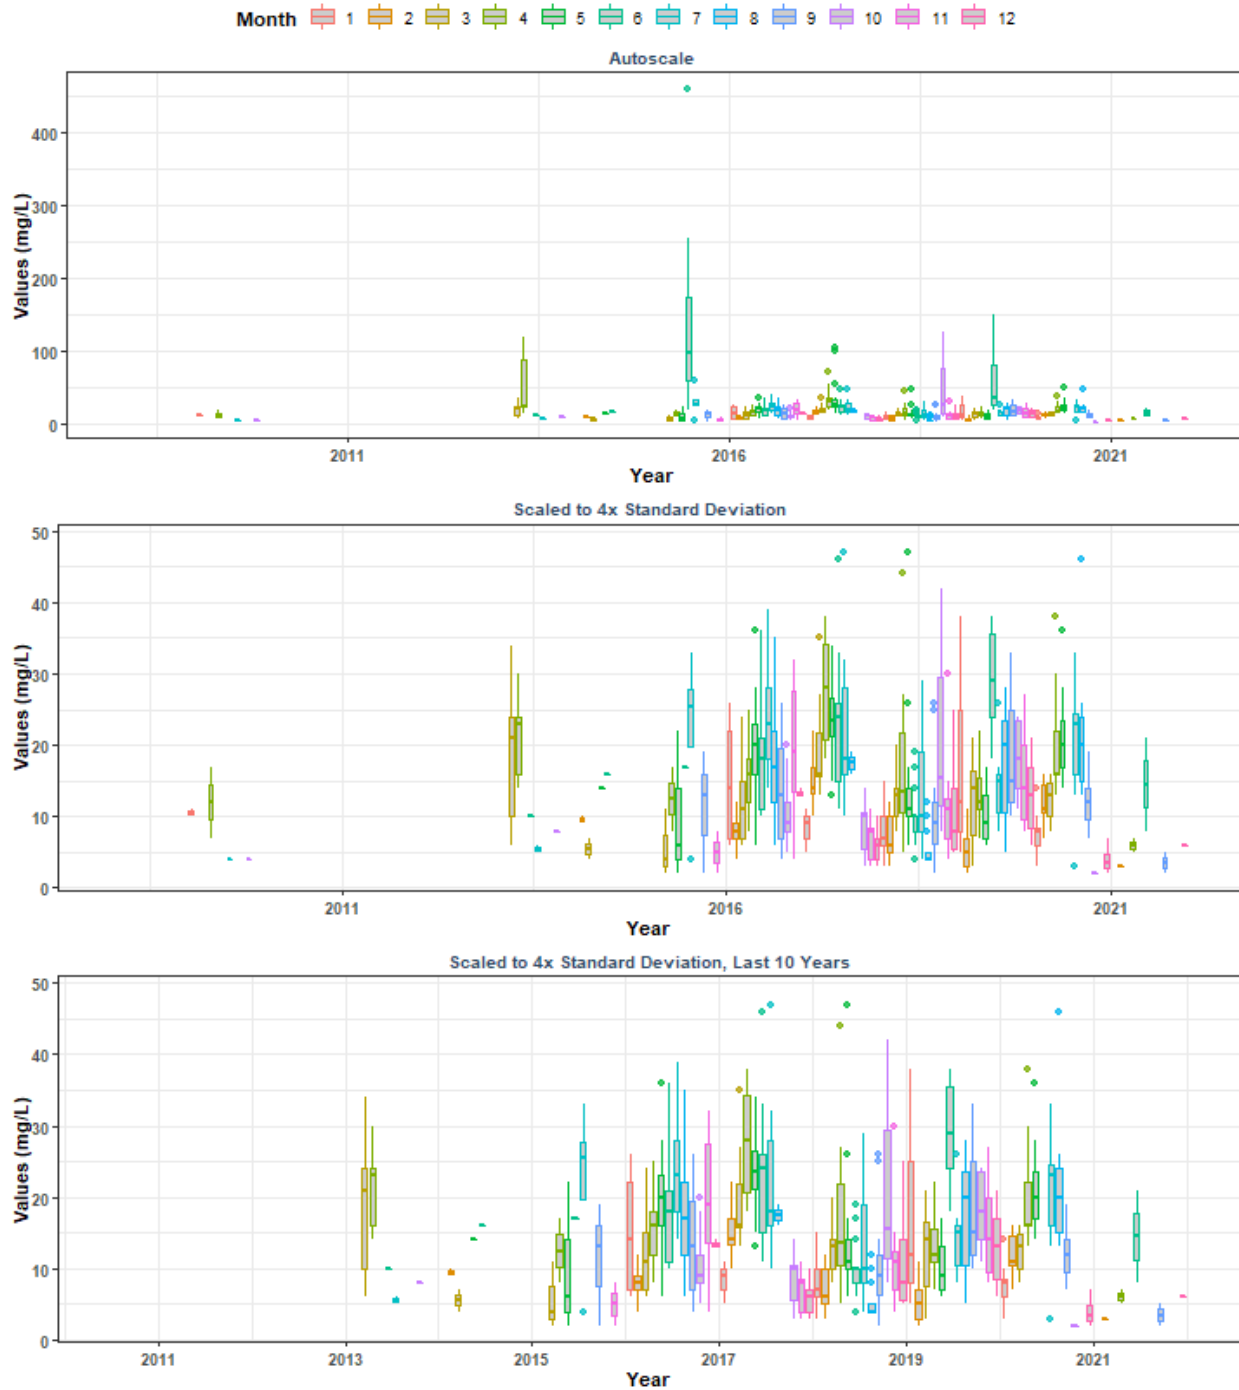 Month 1 2 3 4 5 6 7 8 9 10 11 12
Autoscale
Values (mg/L)
400
300
200
100
0
2011 2016 2021
Year
Scaled to 4x Standard Deviation
Values (mg/L)
50
40
30
20
10
0
2011 2016 2021
Year
Scaled to 4x Standard Deviation, Last 10 Years
Values (mg/L)
50
40
30
20
10
0
2011 2013 2015 2017 2019 2021
Year